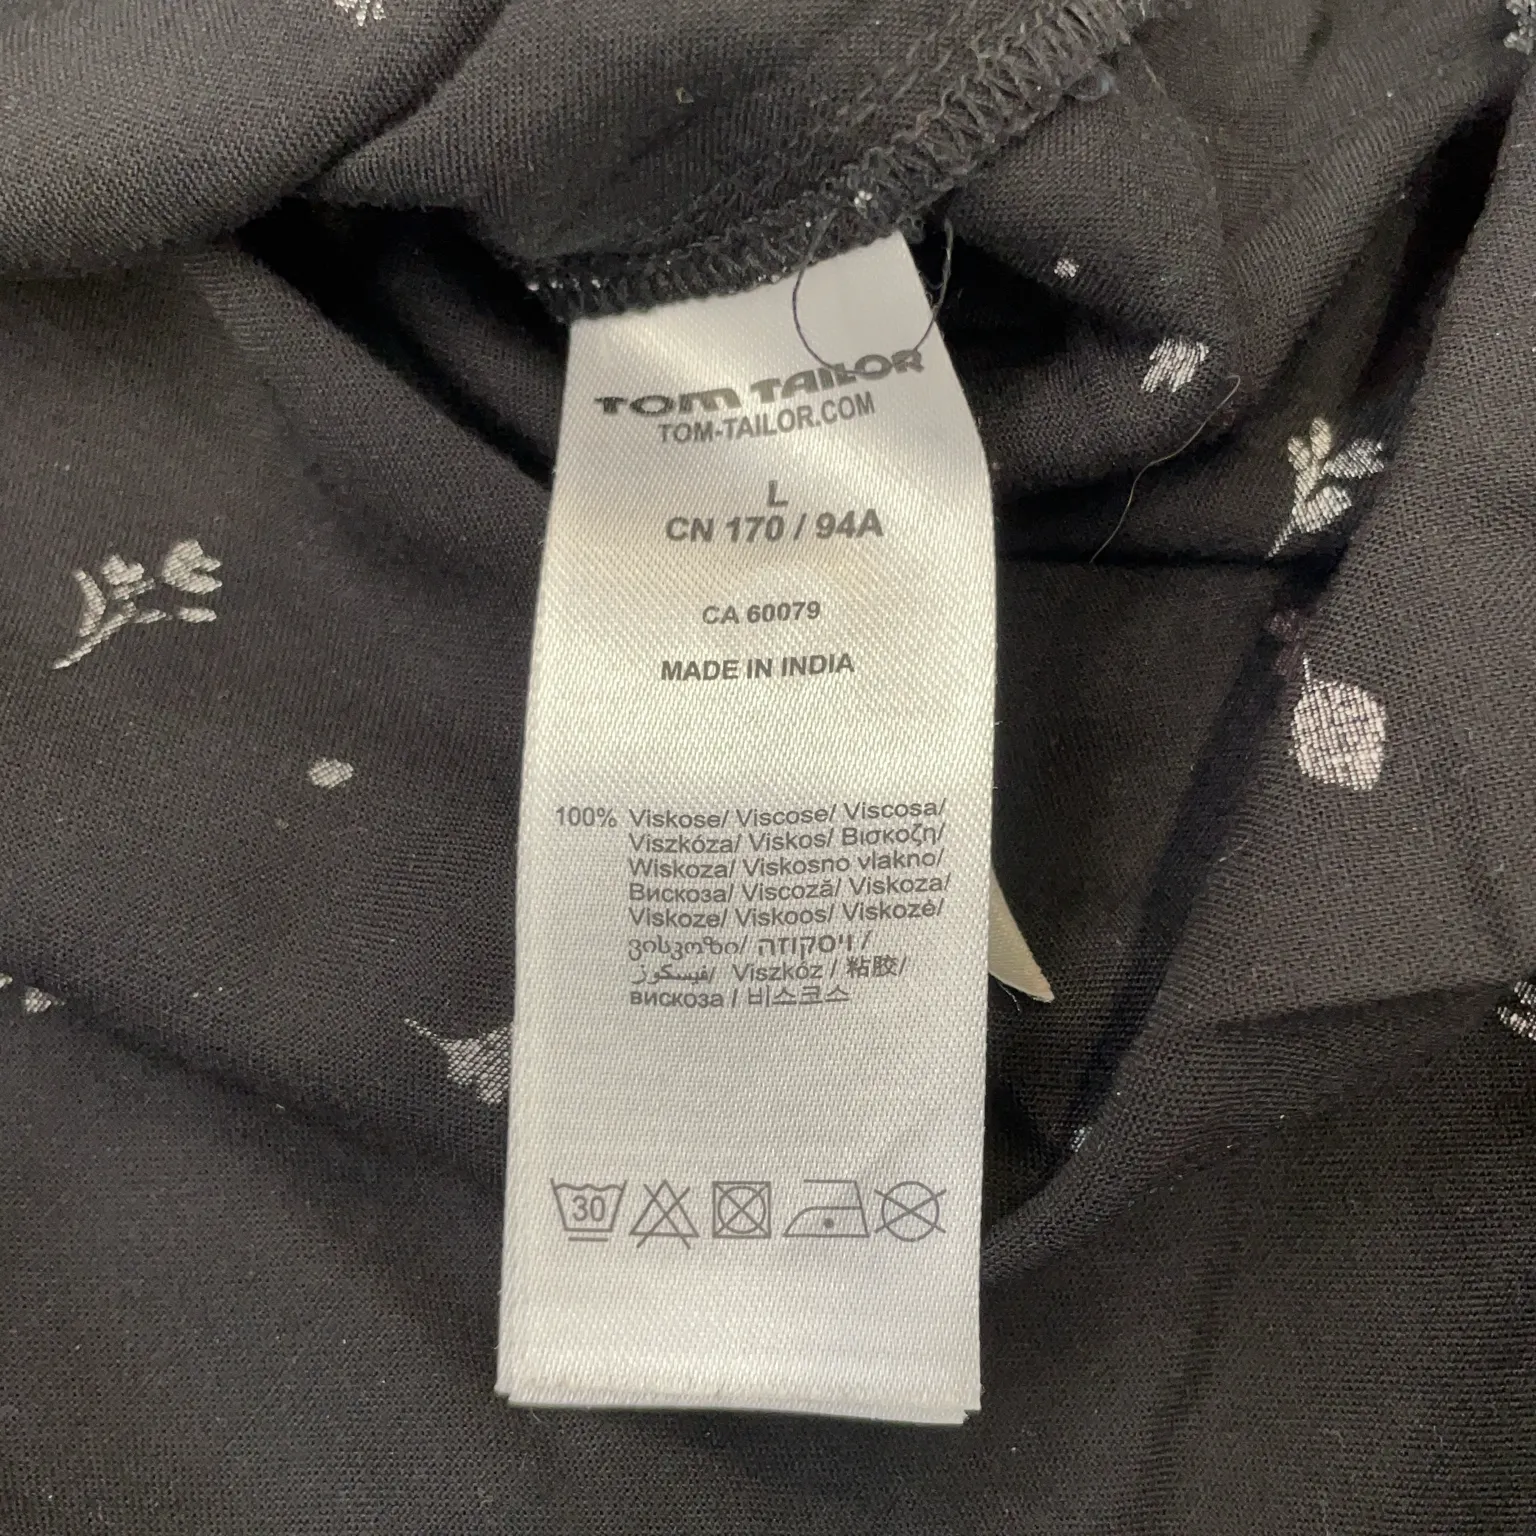 TOM TAILOR
TOM-TAILOR.COM
L
CN 170 / 94A
CA 60079
MADE IN INDIA
100% Viskose/ Viscose/ Viscosa/
Viszkóza/ Viskos/ Βισκοζη/
Wiskoza/ Viskosno vlakno/
Вискоза/ Viscoză/ Viskoza/
Viskoze/ Viskoos/ Viskozė/
ვისკოზი/ ויסקוזה /
فيسكوز/ Viszkóz / 粘胶/
вискоза / 비스코스
30